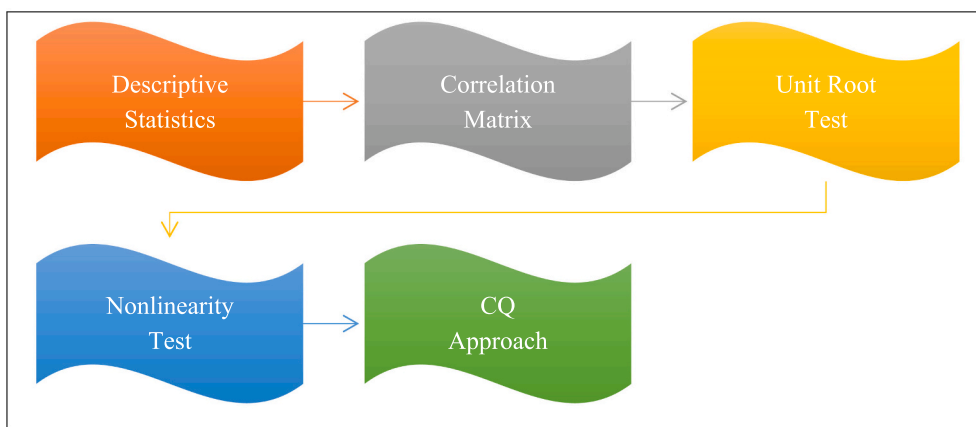 Descriptive
Statistics
Correlation
Matrix
Unit Root
Test
Nonlinearity
Test
CQ
Approach